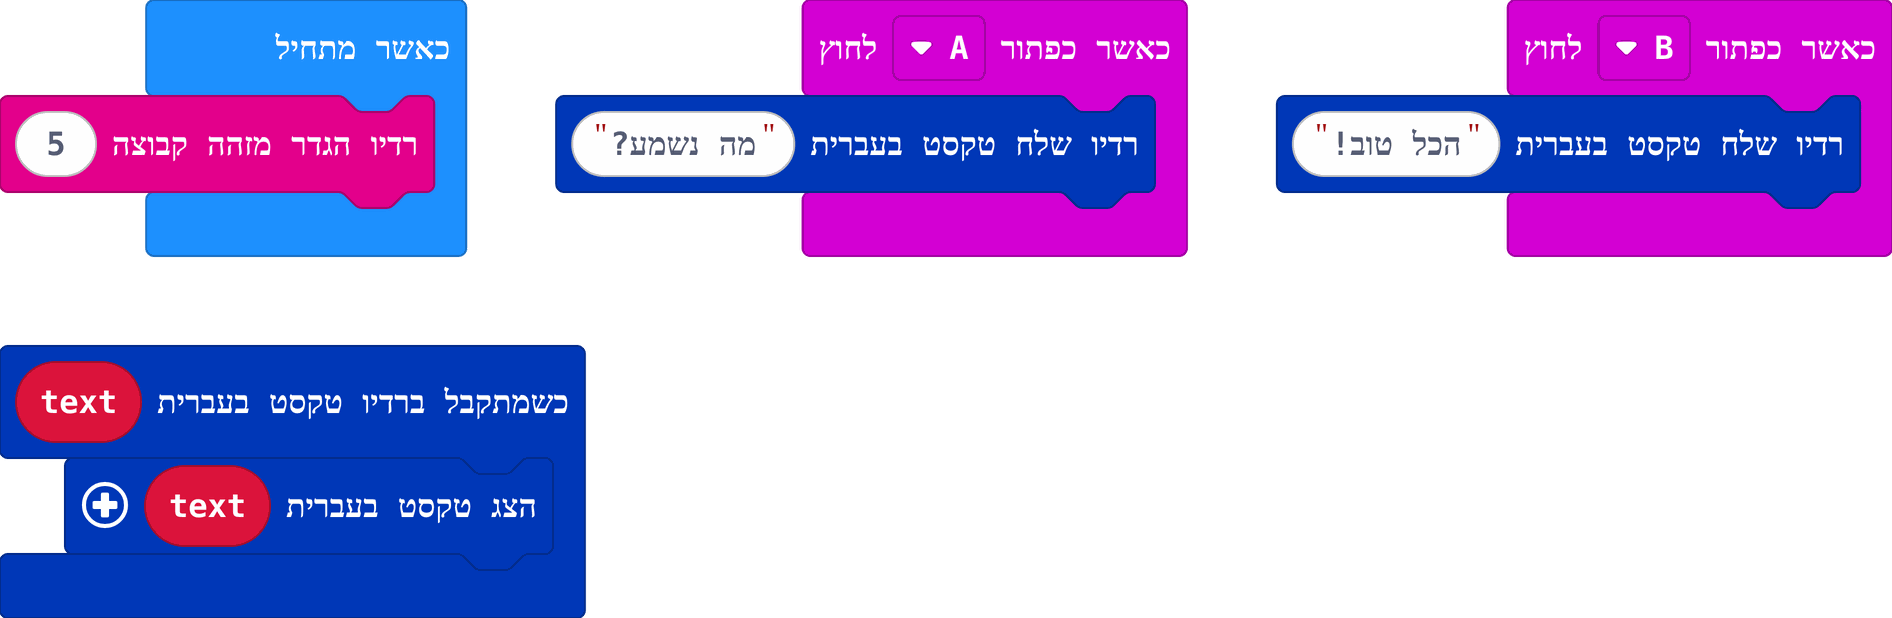 כאשר מתחיל
רדיו הגדר מזהה קבוצה 5
כאשר כפתור A לחוץ
רדיו שלח טקסט בעברית "מה נשמע?"
כאשר כפתור B לחוץ
רדיו שלח טקסט בעברית "הכל טוב!"
כשמתקבל ברדיו טקסט בעברית text
הצג טקסט בעברית text